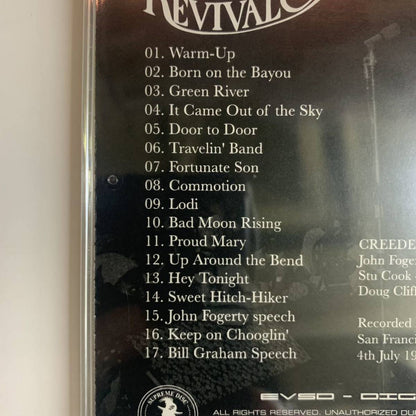 REVIVAL
01. Warm-Up
02. Born on the Bayou
03. Green River
04. It Came Out of the Sky
05. Door to Door
06. Travelin' Band
07. Fortunate Son
08. Commotion
09. Lodi
10. Bad Moon Rising
11. Proud Mary
12. Up Around the Bend
13. Hey Tonight
14. Sweet Hitch-Hiker
15. John Fogerty speech
16. Keep on Chooglin'
17. Bill Graham Speech
CREEDE
John Foger
Stu Cook
Doug Cliff
Recorded
San Franci
4th July 19
SUPREME DISC
EVSD - DIC
ALL RIGHTS RESERVED. UNAUTHORIZED DU